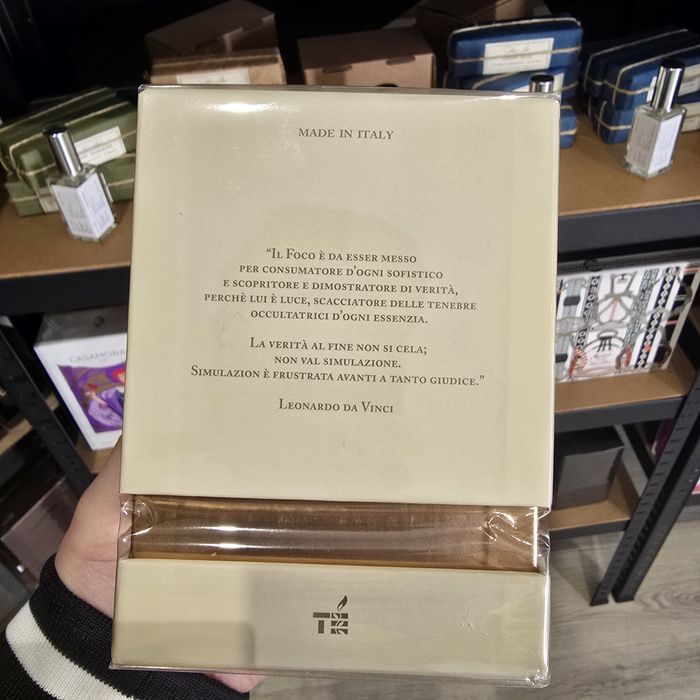 MADE IN ITALY
“IL FOCO È DA ESSER MESSO
PER CONSUMATORE D’OGNI SOFISTICO
E SCOPRITORE E DIMOSTRATORE DI VERITÀ,
PERCHÈ LUI È LUCE, SCACCIATORE DELLE TENEBRE
OCCULTATRICI D’OGNI ESSENZIA.
LA VERITÀ AL FINE NON SI CELA;
NON VAL SIMULAZIONE.
SIMULAZION È FRUSTRATA AVANTI A TANTO GIUDICE.”
LEONARDO DA VINCI
CASAMORA